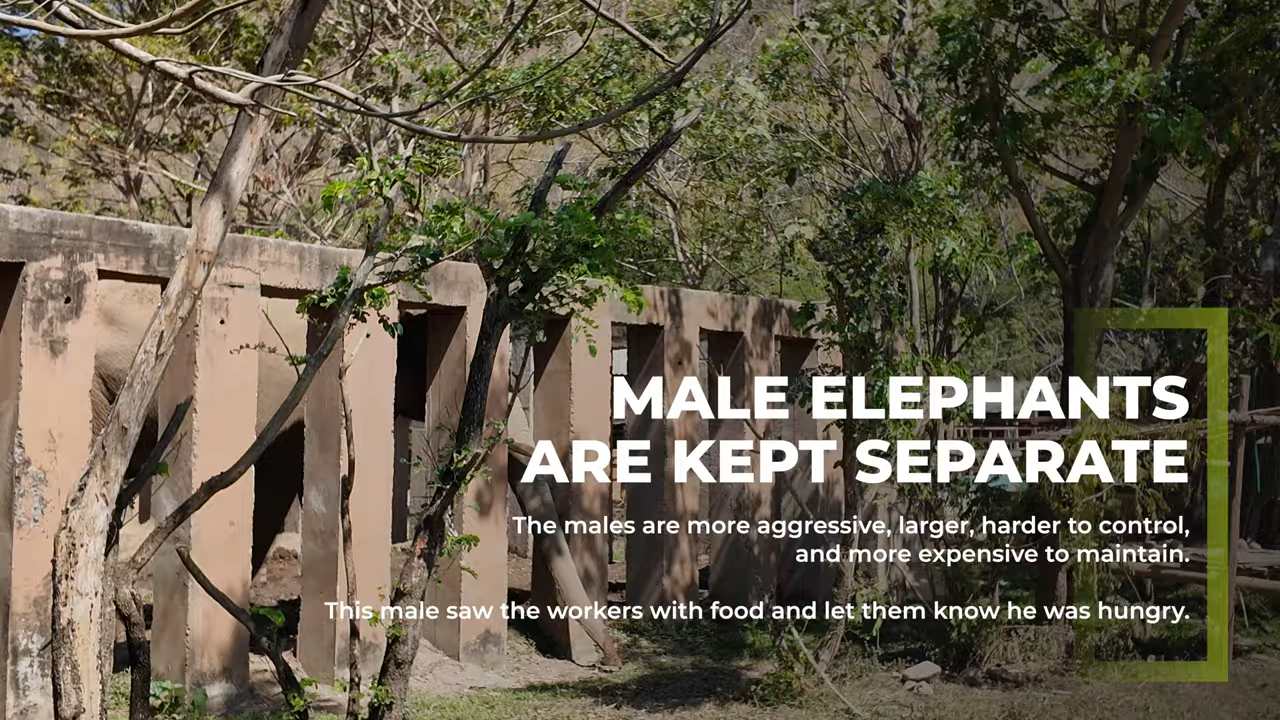 MALE ELEPHANTS
ARE KEPT SEPARATE
The males are more aggressive, larger, harder to control,
and more expensive to maintain.
This male saw the workers with food and let them know he was hungry.